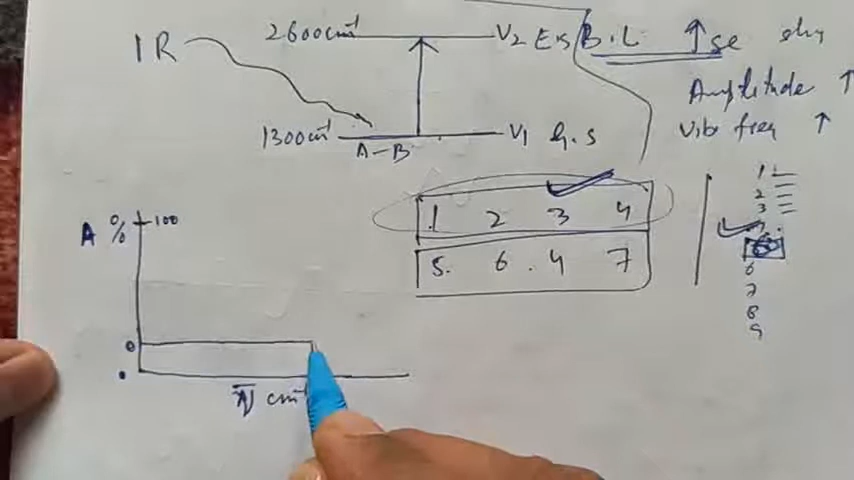 IR
2600cm⁻¹ V2 E.S B.L ↑se
Amplitude ↑
1300cm⁻¹ V1 G.S
Vib freq ↑
A-B
1 2 3 4
5. 6. 4 7
1
2
3
6
7
8
9
A % 100
0
ν̅ cm⁻¹